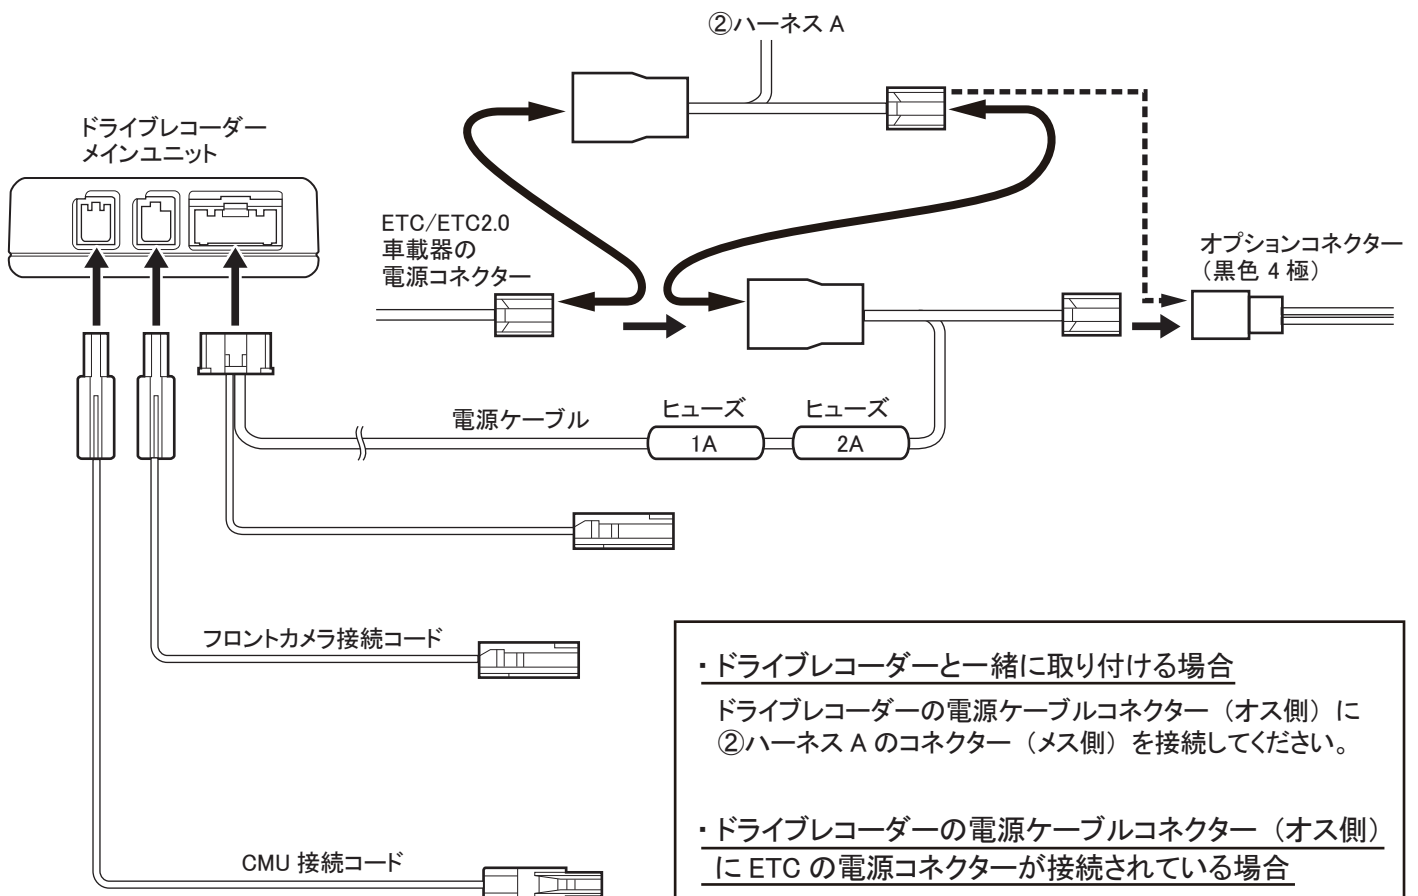 ②ハーネス A
ドライブレコーダー
メインユニット
ETC/ETC2.0
車載器の
電源コネクター
オプションコネクター
（黒色 4 極）
電源ケーブル
ヒューズ
1A
ヒューズ
2A
フロントカメラ接続コード
CMU 接続コード
・ドライブレコーダーと一緒に取り付ける場合
ドライブレコーダーの電源ケーブルコネクター（オス側）に
②ハーネス A のコネクター（メス側）を接続してください。
・ドライブレコーダーの電源ケーブルコネクター（オス側）
に ETC の電源コネクターが接続されている場合